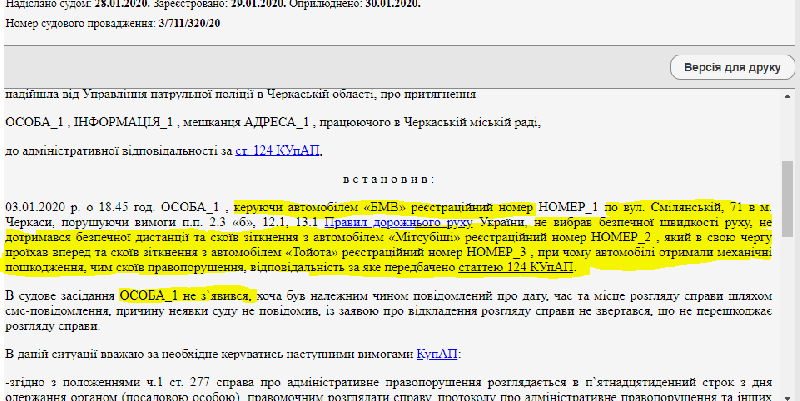 Надіслано судом: 28.01.2020. Зареєстровано: 29.01.2020. Оприлюднено: 30.01.2020.
Номер судового провадження: 3/711/320/20
Версія для друку
надійшла від Управління патрульної поліції в Черкаській області, про притягнення
ОСОБА_1 , ІНФОРМАЦІЯ_1 , мешканця АДРЕСА_1 , працюючого в Черкаській міській раді,
до адміністративної відповідальності за ст. 124 КУпАП,
в с т а н о в и в :
03.01.2020 р. о 18.45 год. ОСОБА_1 , керуючи автомобілем «БМВ» реєстраційний номер НОМЕР_1 по вул. Смілянській, 71 в м.
Черкаси, порушуючи вимоги п.п. 2.3 «б», 12.1, 13.1 Правил дорожнього руху України, не вибрав безпечної швидкості руху, не
дотримався безпечної дистанції та скоїв зіткнення з автомобілем «Мітсубіші» реєстраційний номер НОМЕР_2 , який в свою чергу
проїхав вперед та скоїв зіткнення з автомобілем «Тойота» реєстраційний номер НОМЕР_3 , при чому автомобілі отримали механічні
пошкодження, чим скоїв правопорушення, відповідальність за яке передбачено статтею 124 КУпАП.
В судове засідання ОСОБА_1 не з`явився, хоча був належним чином повідомлений про дату, час та місце розгляду справи шляхом
смс-повідомлення, причину неявки суду не повідомив, із заявою про відкладення розгляду справи не звертався, що не перешкоджає
розгляду справи.
В даній ситуації вважаю за необхідне керуватись наступними вимогами КупАП:
-згідно з положеннями ч.1 ст. 277 справа про адміністративне правопорушення розглядається в п`ятнадцятиденний строк з дня
одержання органом (посадовою особою), правомочним розглядати справу, протоколу про адміністративне правопорушення та інших